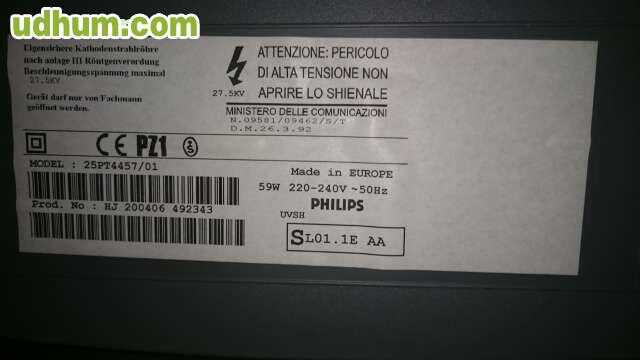 udhum.com
Eigensichere Kathodenstrahlröhre
nach anlage III Röntgenverordung
Beschleunigungsspannung maximal
27.5KV
Gerät darf nur von Fachmann
geöffnet werden.
27.5KV
ATTENZIONE: PERICOLO
DI ALTA TENSIONE NON
APRIRE LO SHIENALE
MINISTERO DELLE COMUNICAZIONI
N.09581/09462/S/T
D.M.26.3.92
CE PZ1
MODEL : 25PT4457/01
Prod. No : HJ 200406 492343
Made in EUROPE
59W 220-240V ~50Hz
PHILIPS
UVSH
SL01.1E AA